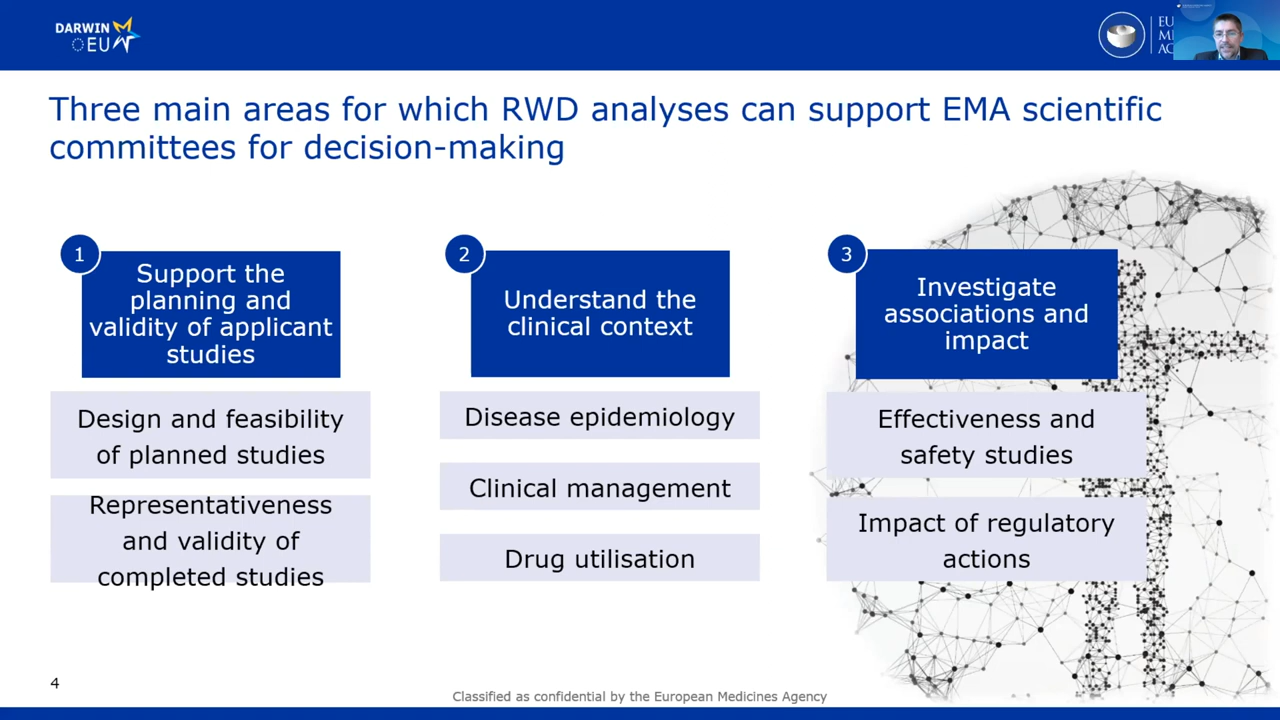 DARWIN
EU
EU
Three main areas for which RWD analyses can support EMA scientific
committees for decision-making
1
Support the
planning and
validity of applicant
studies
Design and feasibility
of planned studies
Representativeness
and validity of
completed studies
2
Understand the
clinical context
Disease epidemiology
Clinical management
Drug utilisation
3
Investigate
associations and
impact
Effectiveness and
safety studies
Impact of regulatory
actions
4
Classified as confidential by the European Medicines Agency